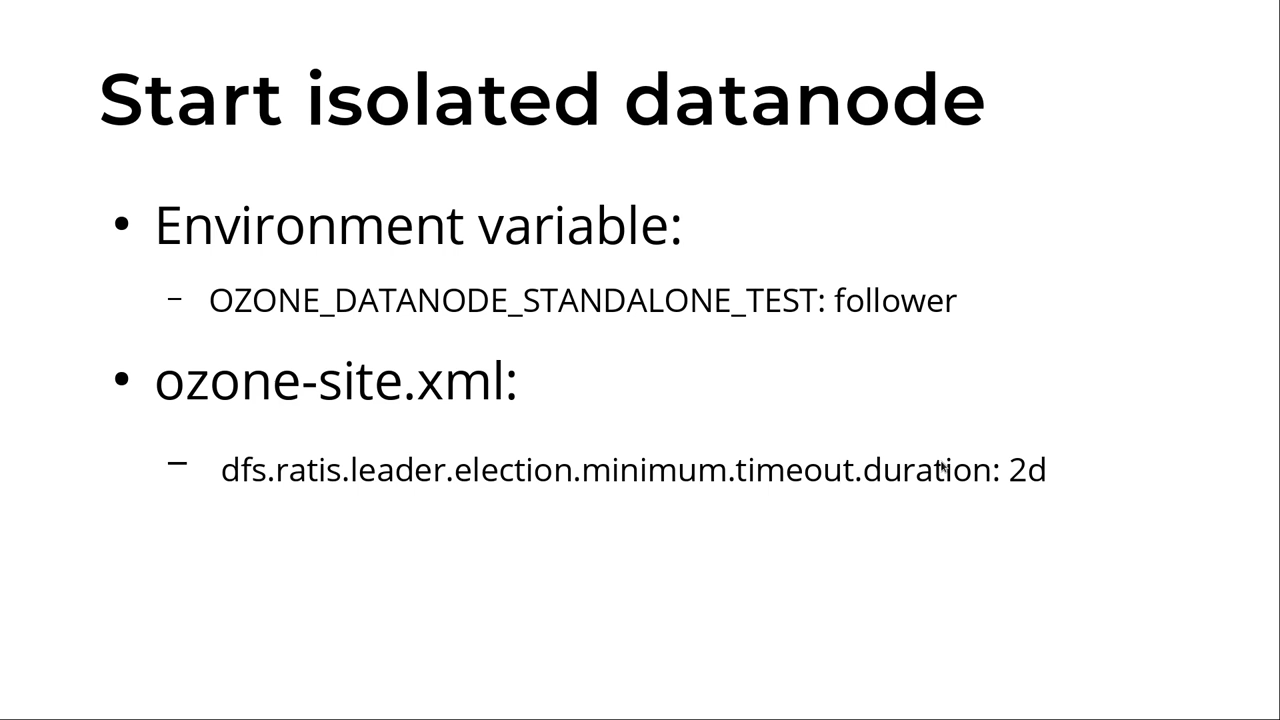 Start isolated datanode
• Environment variable:
– OZONE_DATANODE_STANDALONE_TEST: follower
• ozone-site.xml:
– dfs.ratis.leader.election.minimum.timeout.duration: 2d